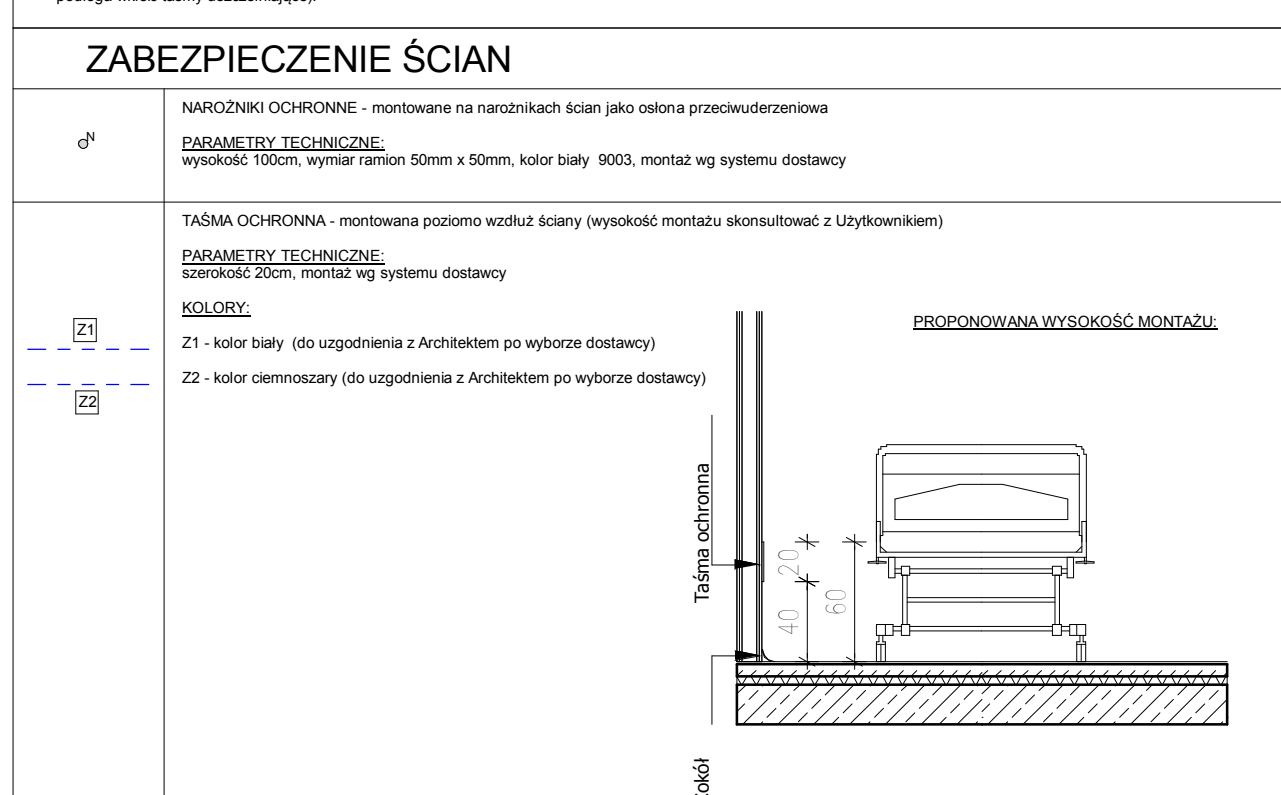 ZABEZPIECZENIE ŚCIAN
N
NAROŻNIKI OCHRONNE - montowane na narożnikach ścian jako osłona przeciwuderzeniowa
PARAMETRY TECHNICZNE:
wysokość 100cm, wymiar ramion 50mm x 50mm, kolor biały 9003, montaż wg systemu dostawcy
TAŚMA OCHRONNA - montowana poziomo wzdłuż ściany (wysokość montażu skonsultować z Użytkownikiem)
PARAMETRY TECHNICZNE:
szerokość 20cm, montaż wg systemu dostawcy
KOLORY:
Z1
Z1 - kolor biały (do uzgodnienia z Architektem po wyborze dostawcy)
Z2 - kolor ciemnoszary (do uzgodnienia z Architektem po wyborze dostawcy)
Z2
PROPONOWANA WYSOKOŚĆ MONTAŻU:
Taśma ochronna
20
40
60